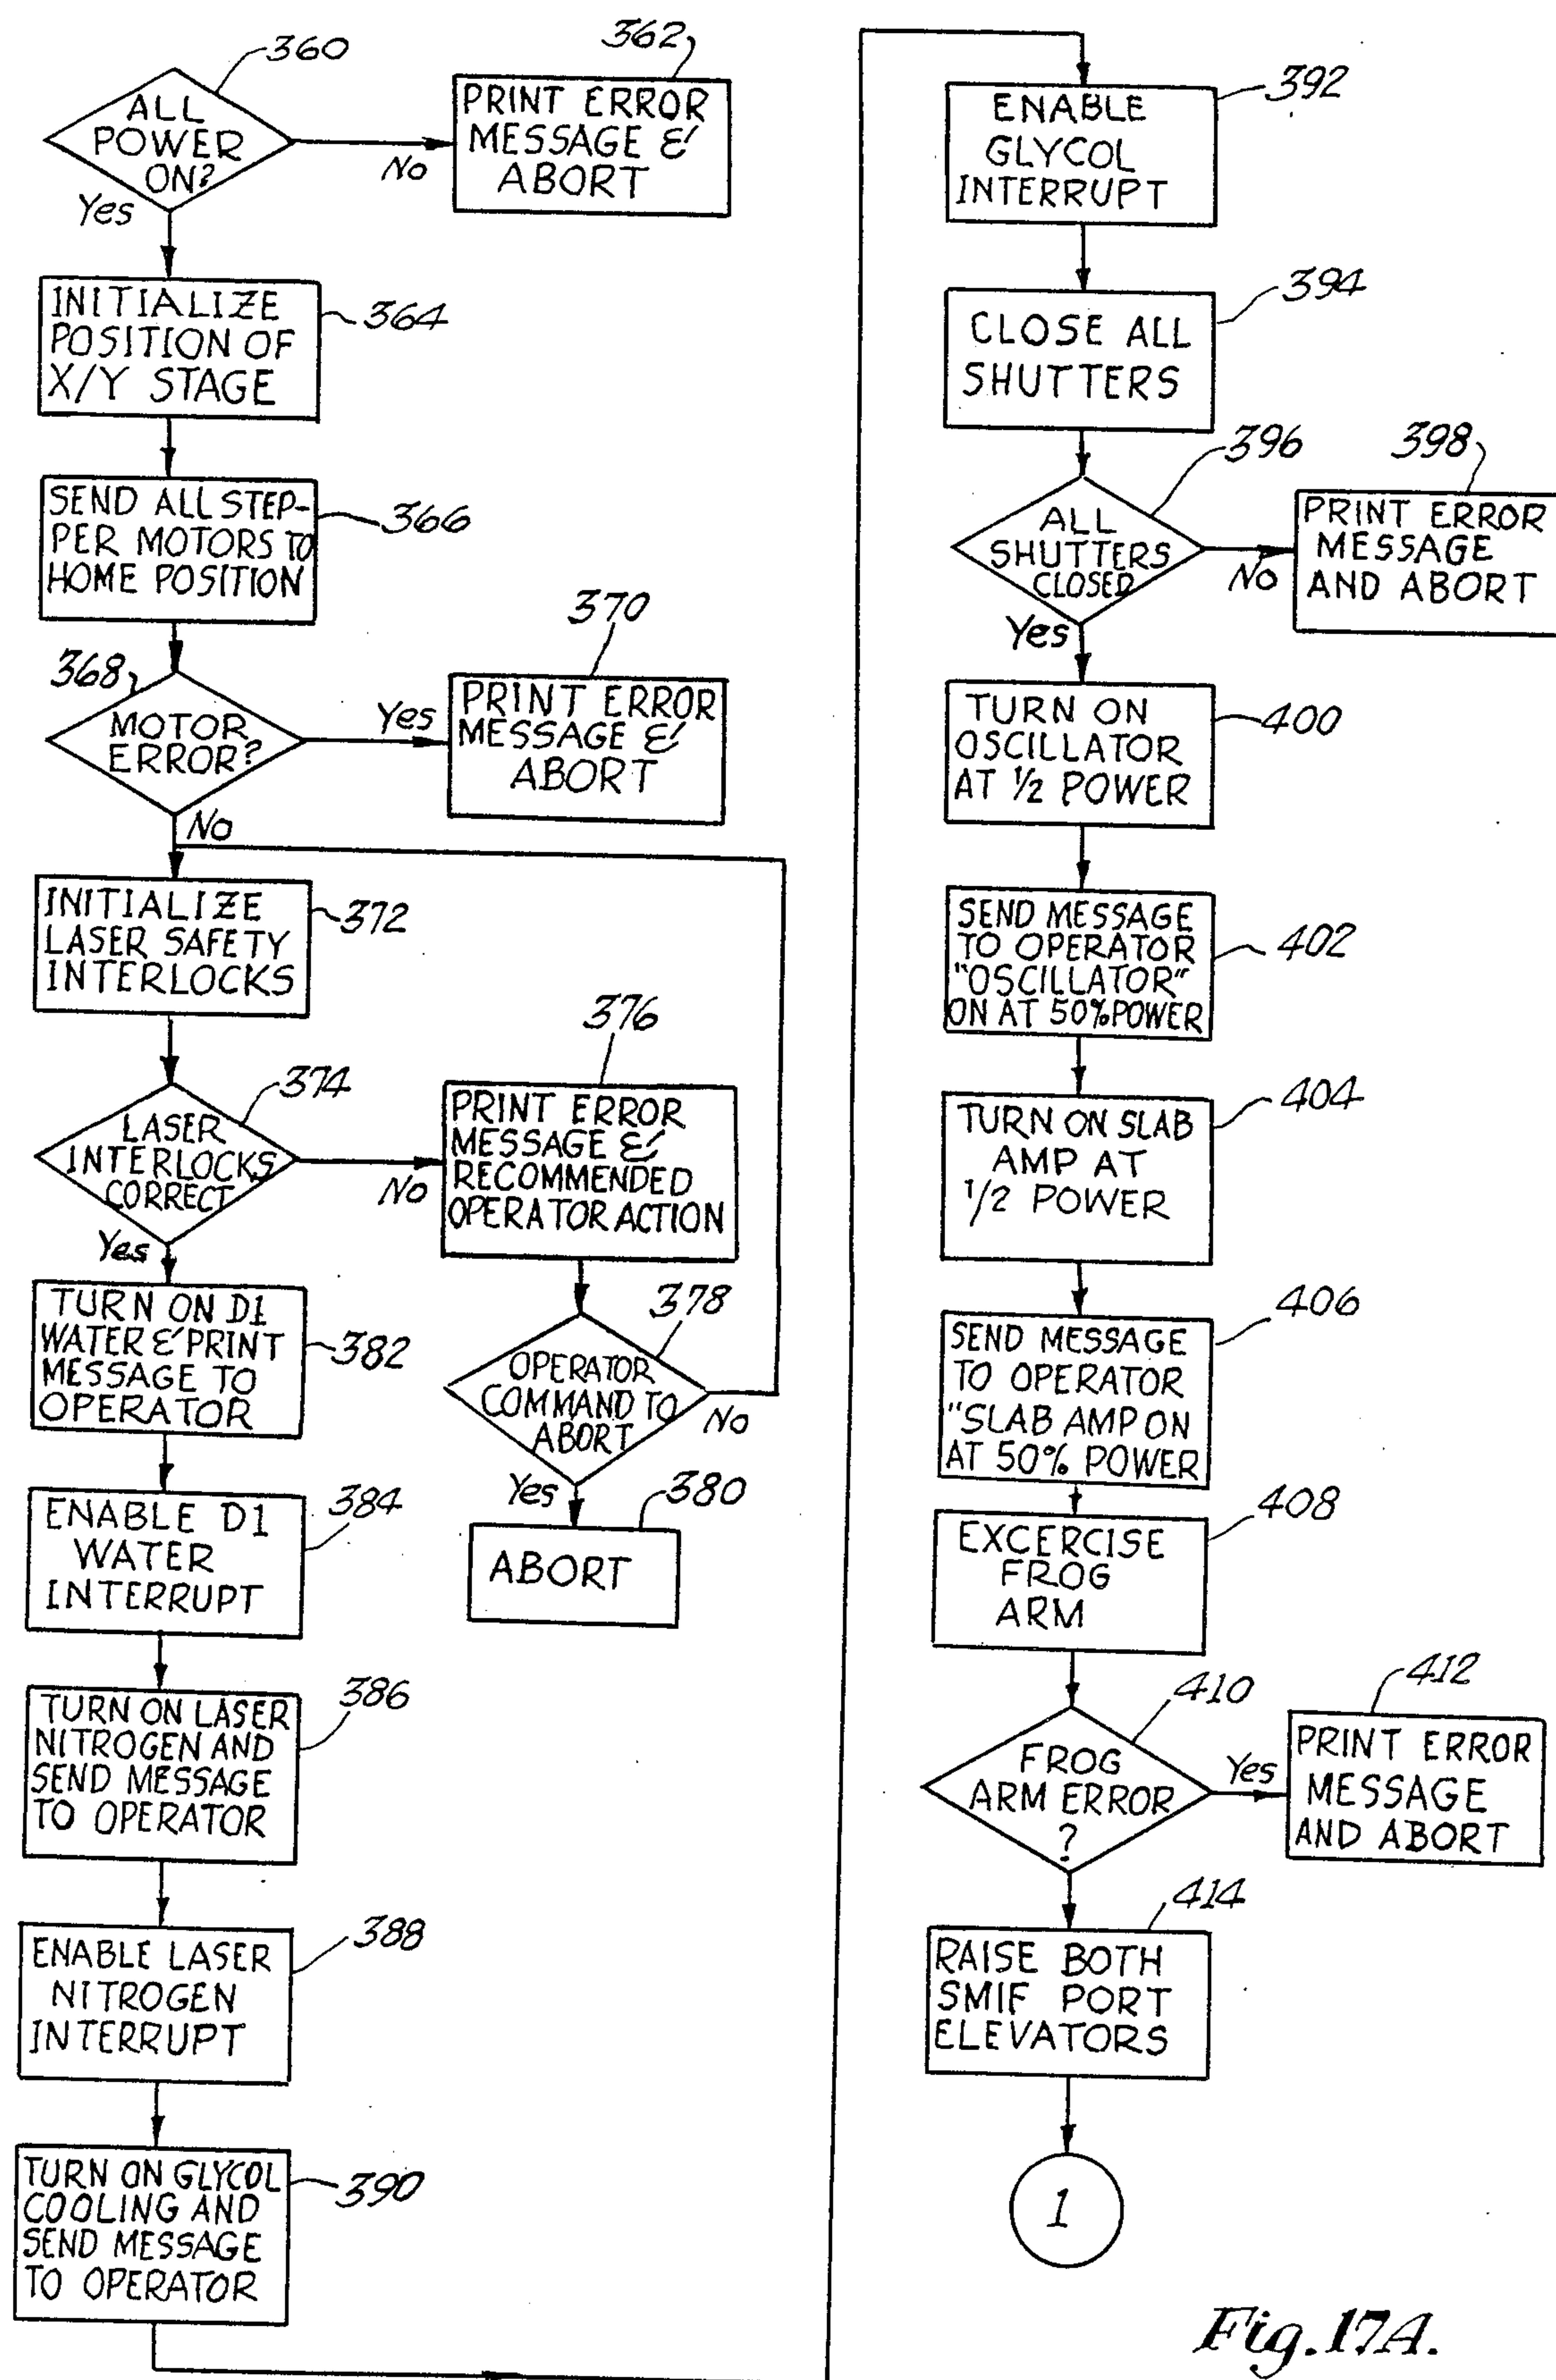 360
ALL
POWER
ON?
No
Yes
362
PRINT ERROR
MESSAGE &
ABORT
INITIALIZE
POSITION OF
X/Y STAGE
364
SEND ALL STEP-
PER MOTORS TO
HOME POSITION
366
368
MOTOR
ERROR?
Yes
No
370
PRINT ERROR
MESSAGE &
ABORT
INITIALIZE
LASER SAFETY
INTERLOCKS
372
374
LASER
INTERLOCKS
CORRECT
No
Yes
376
PRINT ERROR
MESSAGE &
RECOMMENDED
OPERATOR ACTION
378
OPERATOR
COMMAND TO
ABORT
No
Yes
380
ABORT
TURN ON D1
WATER & PRINT
MESSAGE TO
OPERATOR
382
ENABLE D1
WATER
INTERRUPT
384
TURN ON LASER
NITROGEN AND
SEND MESSAGE
TO OPERATOR
386
ENABLE LASER
NITROGEN
INTERRUPT
388
TURN ON GLYCOL
COOLING AND
SEND MESSAGE
TO OPERATOR
390
ENABLE
GLYCOL
INTERRUPT
392
CLOSE ALL
SHUTTERS
394
396
ALL
SHUTTERS
CLOSED
No
Yes
398
PRINT ERROR
MESSAGE
AND ABORT
TURN ON
OSCILLATOR
AT 1/2 POWER
400
SEND MESSAGE
TO OPERATOR
"OSCILLATOR"
ON AT 50% POWER
402
TURN ON SLAB
AMP AT
1/2 POWER
404
SEND MESSAGE
TO OPERATOR
"SLAB AMP ON
AT 50% POWER
406
EXCERCISE
FROG
ARM
408
410
FROG
ARM ERROR
?
Yes
412
PRINT ERROR
MESSAGE
AND ABORT
414
RAISE BOTH
SMIF PORT
ELEVATORS
1
Fig. 17A.